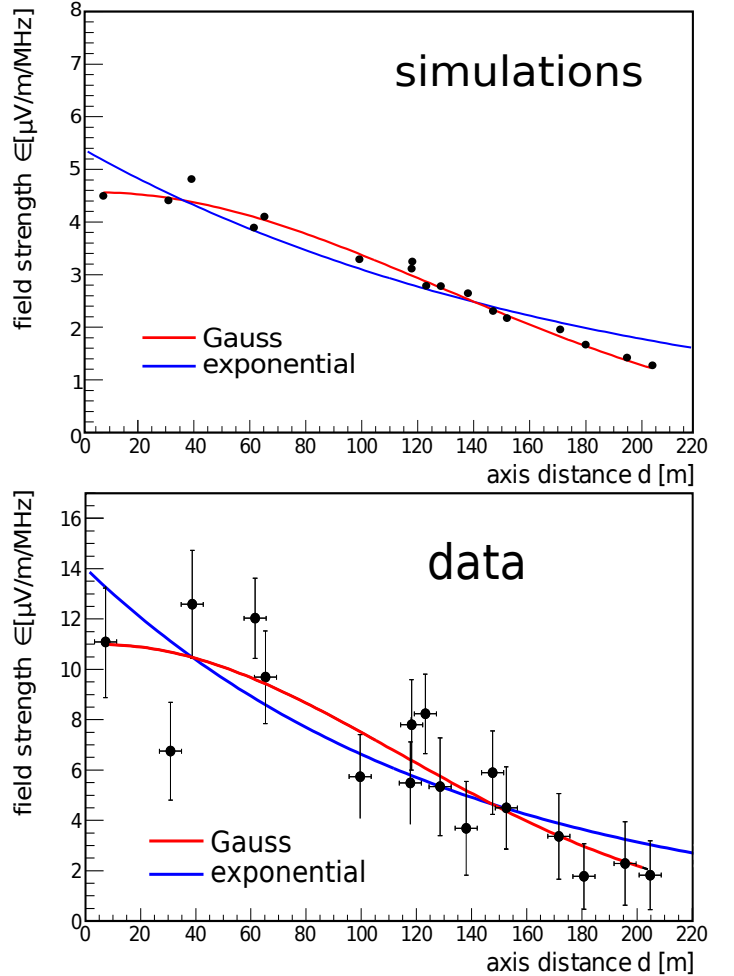 8
simulations
7
6
5
4
3
2
Gauss
exponential
1
0
0 20 40 60 80 100 120 140 160 180 200 220
axis distance d [m]
field strength ∈[µV/m/MHz]
16
data
14
12
10
8
6
4
Gauss
exponential
2
0
0 20 40 60 80 100 120 140 160 180 200 220
axis distance d [m]
field strength ∈[µV/m/MHz]